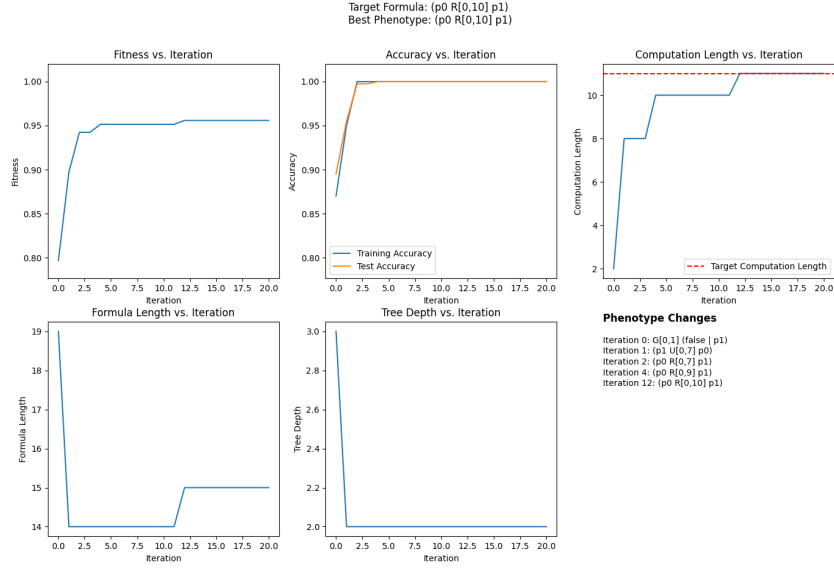 Target Formula: (p0 R[0,10] p1)
Best Phenotype: (p0 R[0,10] p1)
Fitness vs. Iteration
1.00
0.95
0.90
0.85
0.80
Fitness
0.0 2.5 5.0 7.5 10.0 12.5 15.0 17.5 20.0
Iteration
Accuracy vs. Iteration
1.00
0.95
0.90
0.85
0.80
Accuracy
Training Accuracy
Test Accuracy
0.0 2.5 5.0 7.5 10.0 12.5 15.0 17.5 20.0
Iteration
Computation Length vs. Iteration
10
8
6
4
2
Computation Length
Target Computation Length
0.0 2.5 5.0 7.5 10.0 12.5 15.0 17.5 20.0
Iteration
Formula Length vs. Iteration
19
18
17
16
15
14
Formula Length
0.0 2.5 5.0 7.5 10.0 12.5 15.0 17.5 20.0
Iteration
Tree Depth vs. Iteration
3.0
2.8
2.6
2.4
2.2
2.0
Tree Depth
0.0 2.5 5.0 7.5 10.0 12.5 15.0 17.5 20.0
Iteration
Phenotype Changes
Iteration 0: G[0,1] (false | p1)
Iteration 1: (p1 U[0,7] p0)
Iteration 2: (p0 R[0,7] p1)
Iteration 4: (p0 R[0,9] p1)
Iteration 12: (p0 R[0,10] p1)